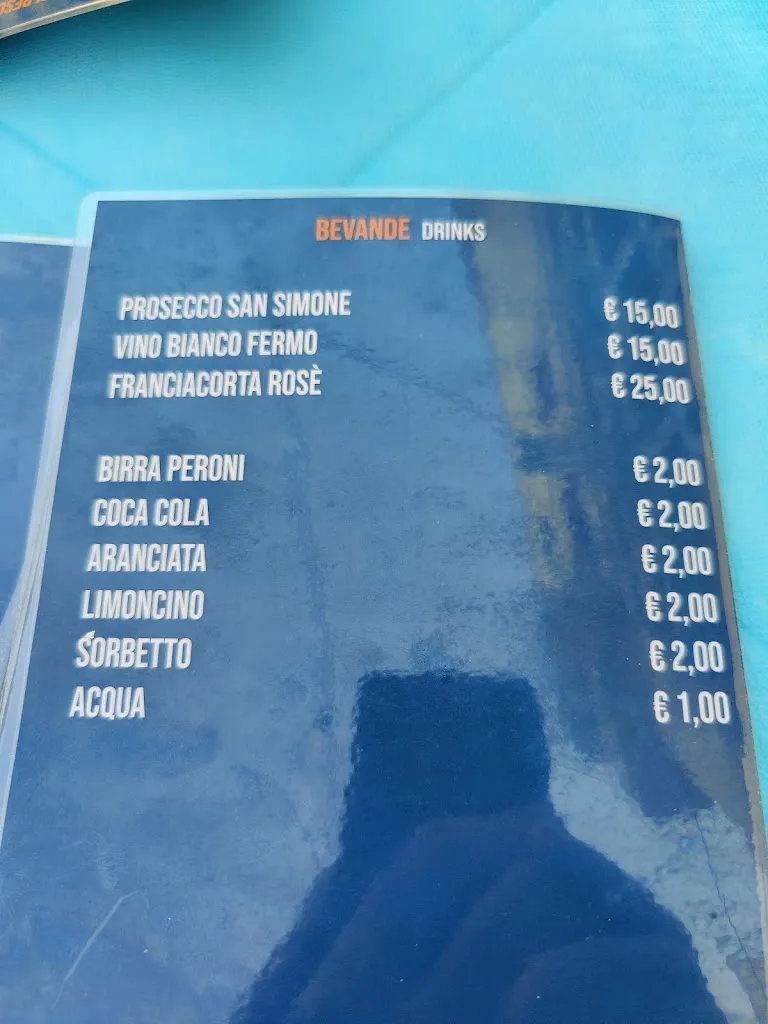 BEVANDE DRINKS
PROSECCO SAN SIMONE € 15,00
VINO BIANCO FERMO € 15,00
FRANCIACORTA ROSÈ € 25,00
BIRRA PERONI € 2,00
COCA COLA € 2,00
ARANCIATA € 2,00
LIMONCINO € 2,00
SORBETTO € 2,00
ACQUA € 1,00